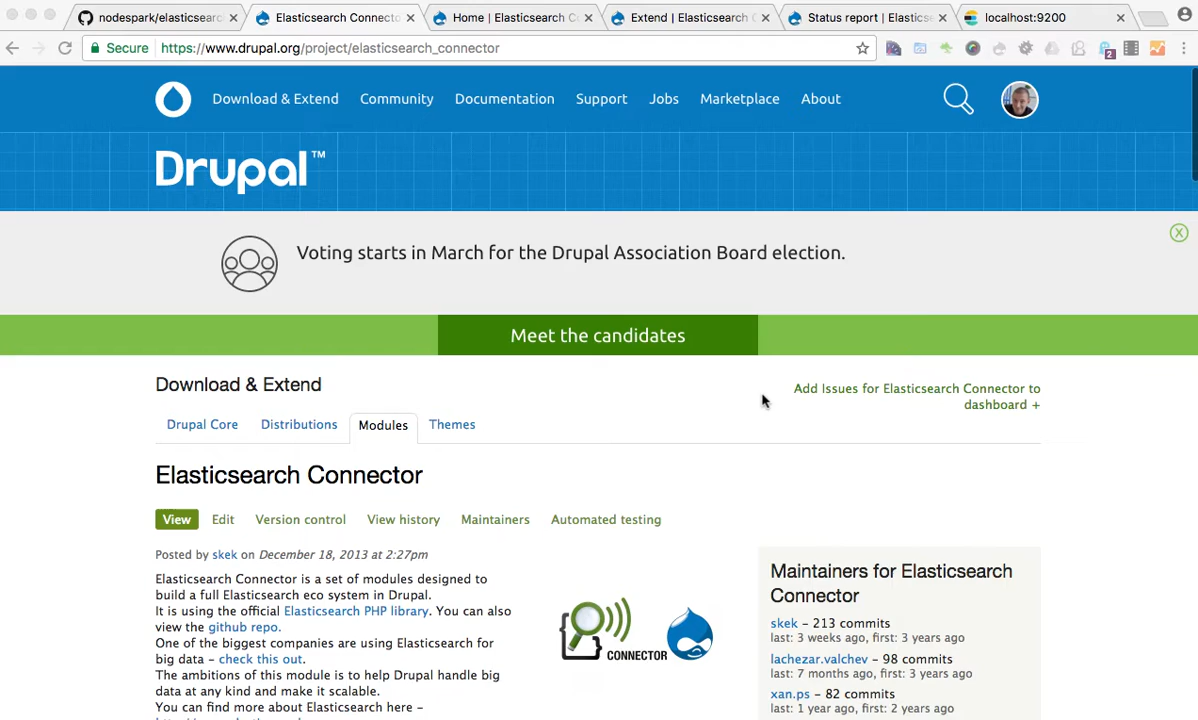 nodespark/elasticsearc
Elasticsearch Connecto
Home | Elasticsearch C
Extend | Elasticsearch C
Status report | Elasticse
localhost:9200
Secure https://www.drupal.org/project/elasticsearch_connector
2
Download & Extend Community Documentation Support Jobs Marketplace About
Drupal™
Voting starts in March for the Drupal Association Board election.
X
Meet the candidates
Download & Extend
Add Issues for Elasticsearch Connector to
dashboard +
Drupal Core Distributions Modules Themes
Elasticsearch Connector
View Edit Version control View history Maintainers Automated testing
Posted by skek on December 18, 2013 at 2:27pm
Elasticsearch Connector is a set of modules designed to
build a full Elasticsearch eco system in Drupal.
It is using the official Elasticsearch PHP library. You can also
view the github repo.
One of the biggest companies are using Elasticsearch for
big data – check this out.
The ambitions of this module is to help Drupal handle big
data at any kind and make it scalable.
You can find more about Elasticsearch here –
CONNECTOR
Maintainers for Elasticsearch
Connector
skek – 213 commits
last: 3 weeks ago, first: 3 years ago
lachezar.valchev – 98 commits
last: 7 months ago, first: 3 years ago
xan.ps – 82 commits
last: 1 year ago, first: 2 years ago